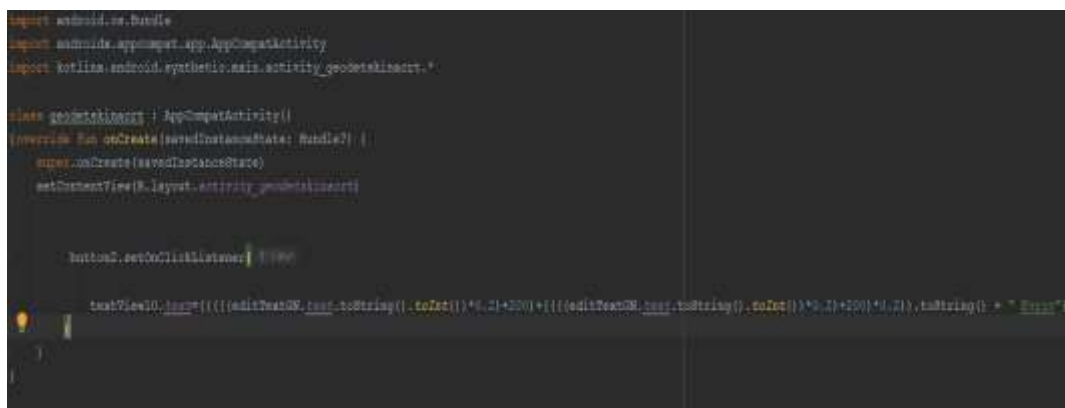 import android.os.Bundle
import androidx.appcompat.app.AppCompatActivity
import kotlinx.android.synthetic.main.activity_geodetskinacrt.*
class geodetskinacrt : AppCompatActivity()
{override fun onCreate(savedInstanceState: Bundle?) {
super.onCreate(savedInstanceState)
setContentView(R.layout.activity_geodetskinacrt)
button2.setOnClickListener{
textView10.text=(((((editTextGN.text.toString().toInt())*0.2)+200)+((((editTextGN.text.toString().toInt())*0.2)+200)*0.2)).toString() + "
}
}
}